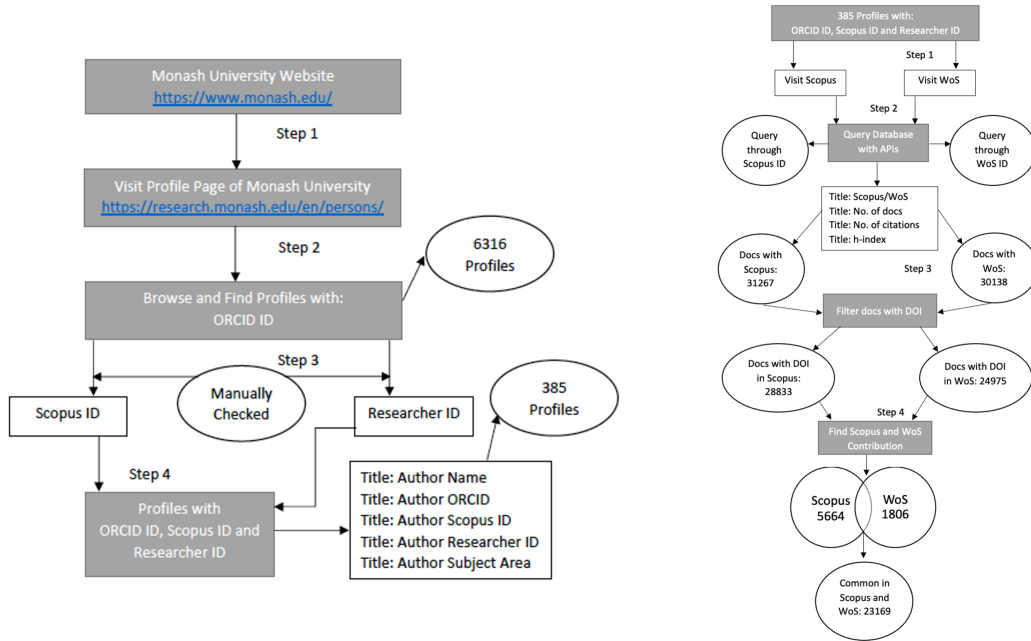 Monash University Website
https://www.monash.edu/
Step 1
Visit Profile Page of Monash University
https://research.monash.edu/en/persons/
Step 2
6316
Profiles
Browse and Find Profiles with:
ORCID ID
Step 3
Manually
Checked
385
Profiles
Scopus ID
Researcher ID
Step 4
Profiles with
ORCID ID, Scopus ID and
Researcher ID
Title: Author Name
Title: Author ORCID
Title: Author Scopus ID
Title: Author Researcher ID
Title: Author Subject Area
385 Profiles with:
ORCID ID, Scopus ID and Researcher ID
Step 1
Visit Scopus
Visit WoS
Step 2
Query
through
Scopus ID
Query Database
with APIs
Query
through
WoS ID
Title: Scopus/WoS
Title: No. of docs
Title: No. of citations
Title: h-index
Docs with
Scopus:
31267
Step 3
Docs with
WoS:
30138
Filter docs with DOI
Docs with DOI
in Scopus:
28833
Docs with DOI
in WoS: 24975
Step 4
Find Scopus and WoS
Contribution
Scopus
5664
WoS
1806
Common in
Scopus and
WoS: 23169